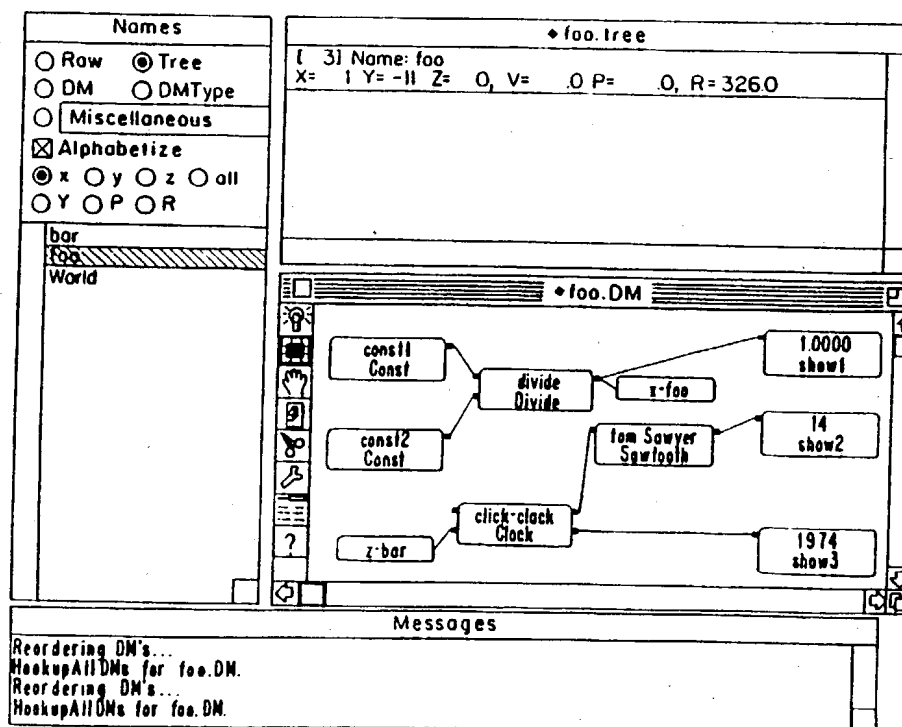 Names
Raw Tree
DM DMType
Miscellaneous
Alphabetize
x y z all
Y P R
bar
foo
World
foo.tree
[ 3] Name: foo
X= 1 Y= -11 Z= 0, V= .0 P= .0, R= 326.0
foo.DM
const1
Const
const2
Const
z-bar
divide
Divide
x-foo
tom Sawyer
Sawtooth
click-clack
Clock
1.0000
show1
14
show2
1974
show3
?
Messages
Reordering DM's...
HookupAllDMs for foo.DM.
Reordering DM's...
HookupAllDMs for foo.DM.